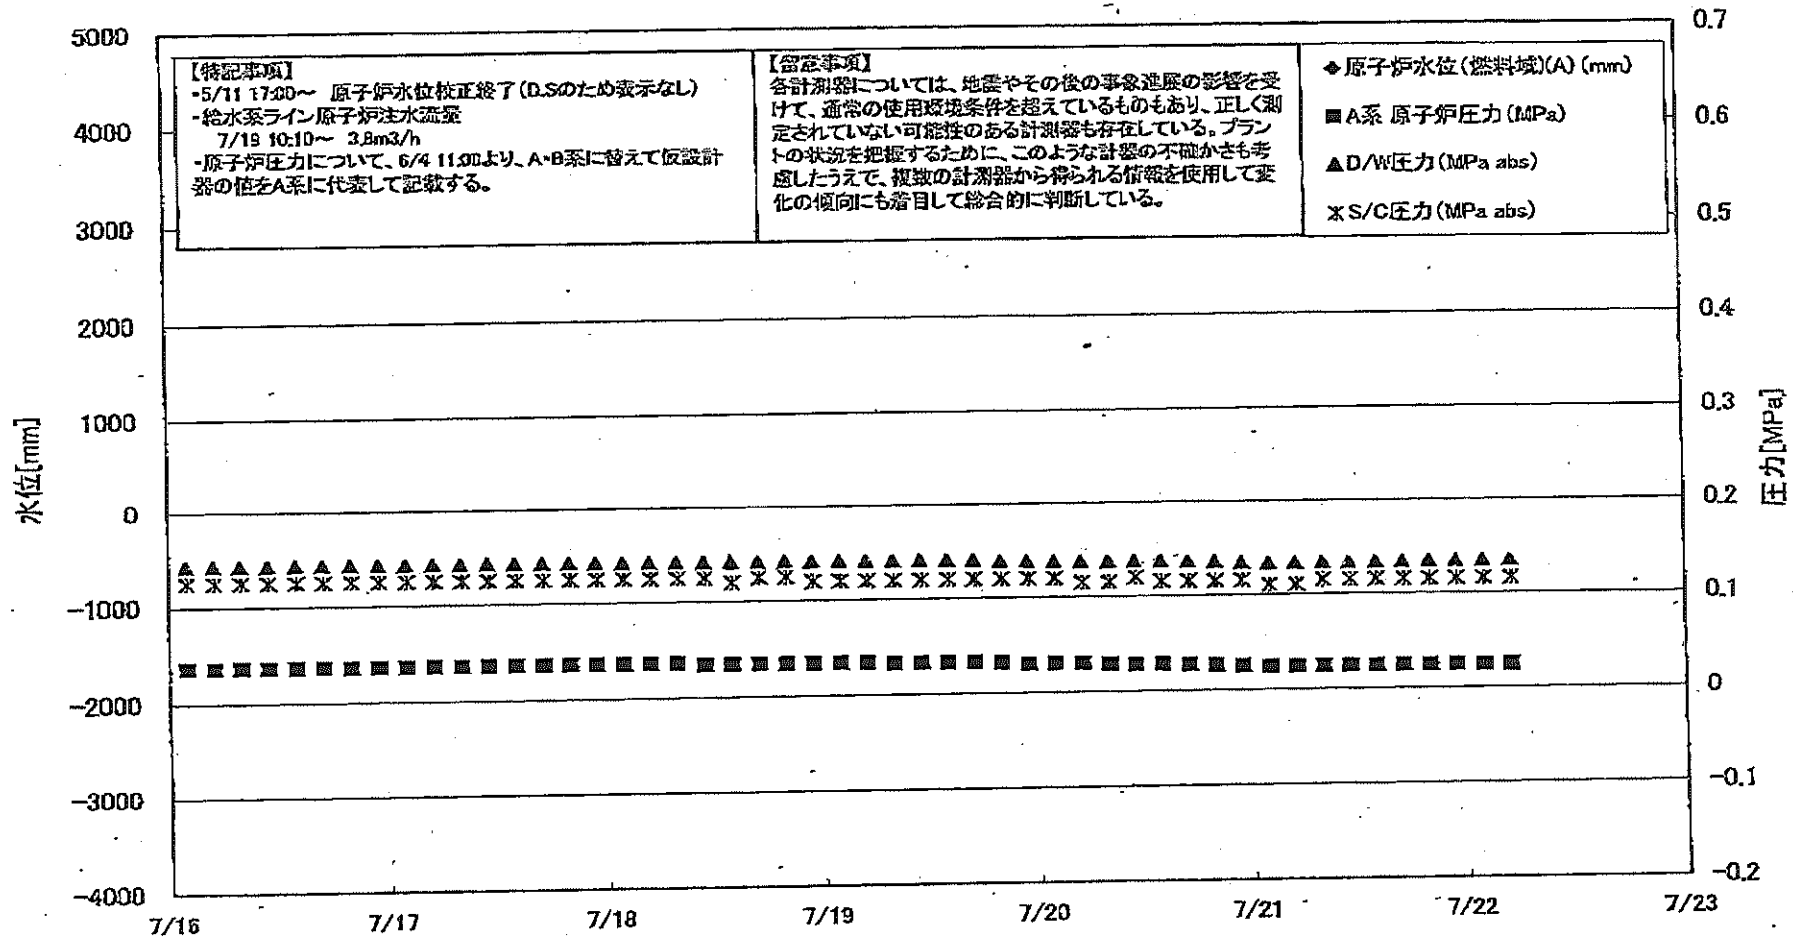 5000
4000
3000
2000
1000
0
-1000
-2000
-3000
-4000
水位[mm]
【特記事項】
・5/11 17:00~ 原子炉水位校正終了(D.Sのため表示なし)
・給水系ライン原子炉注水流量
7/19 10:10~ 3.8m3/h
・原子炉圧力について、6/4 11:00より、A・B系に替えて仮設計
器の値をA系に代表して記載する。
【留意事項】
各計測器については、地震やその後の事象進展の影響を受
けて、通常の使用環境条件を超えているものもあり、正しく測
定されていない可能性のある計測器も存在している。プラン
トの状況を把握するために、このような計器の不確かさも考
慮したうえで、複数の計測器から得られる情報を使用して変
化の傾向にも着目して総合的に判断している。
◆原子炉水位(燃料域)(A)(mm)
■A系 原子炉圧力(MPa)
▲D/W圧力(MPa abs)
S/C圧力(MPa abs)
0.7
0.6
0.5
0.4
0.3
0.2
0.1
0
-0.1
-0.2
圧力[MPa]
7/16
7/17
7/18
7/19
7/20
7/21
7/22
7/23